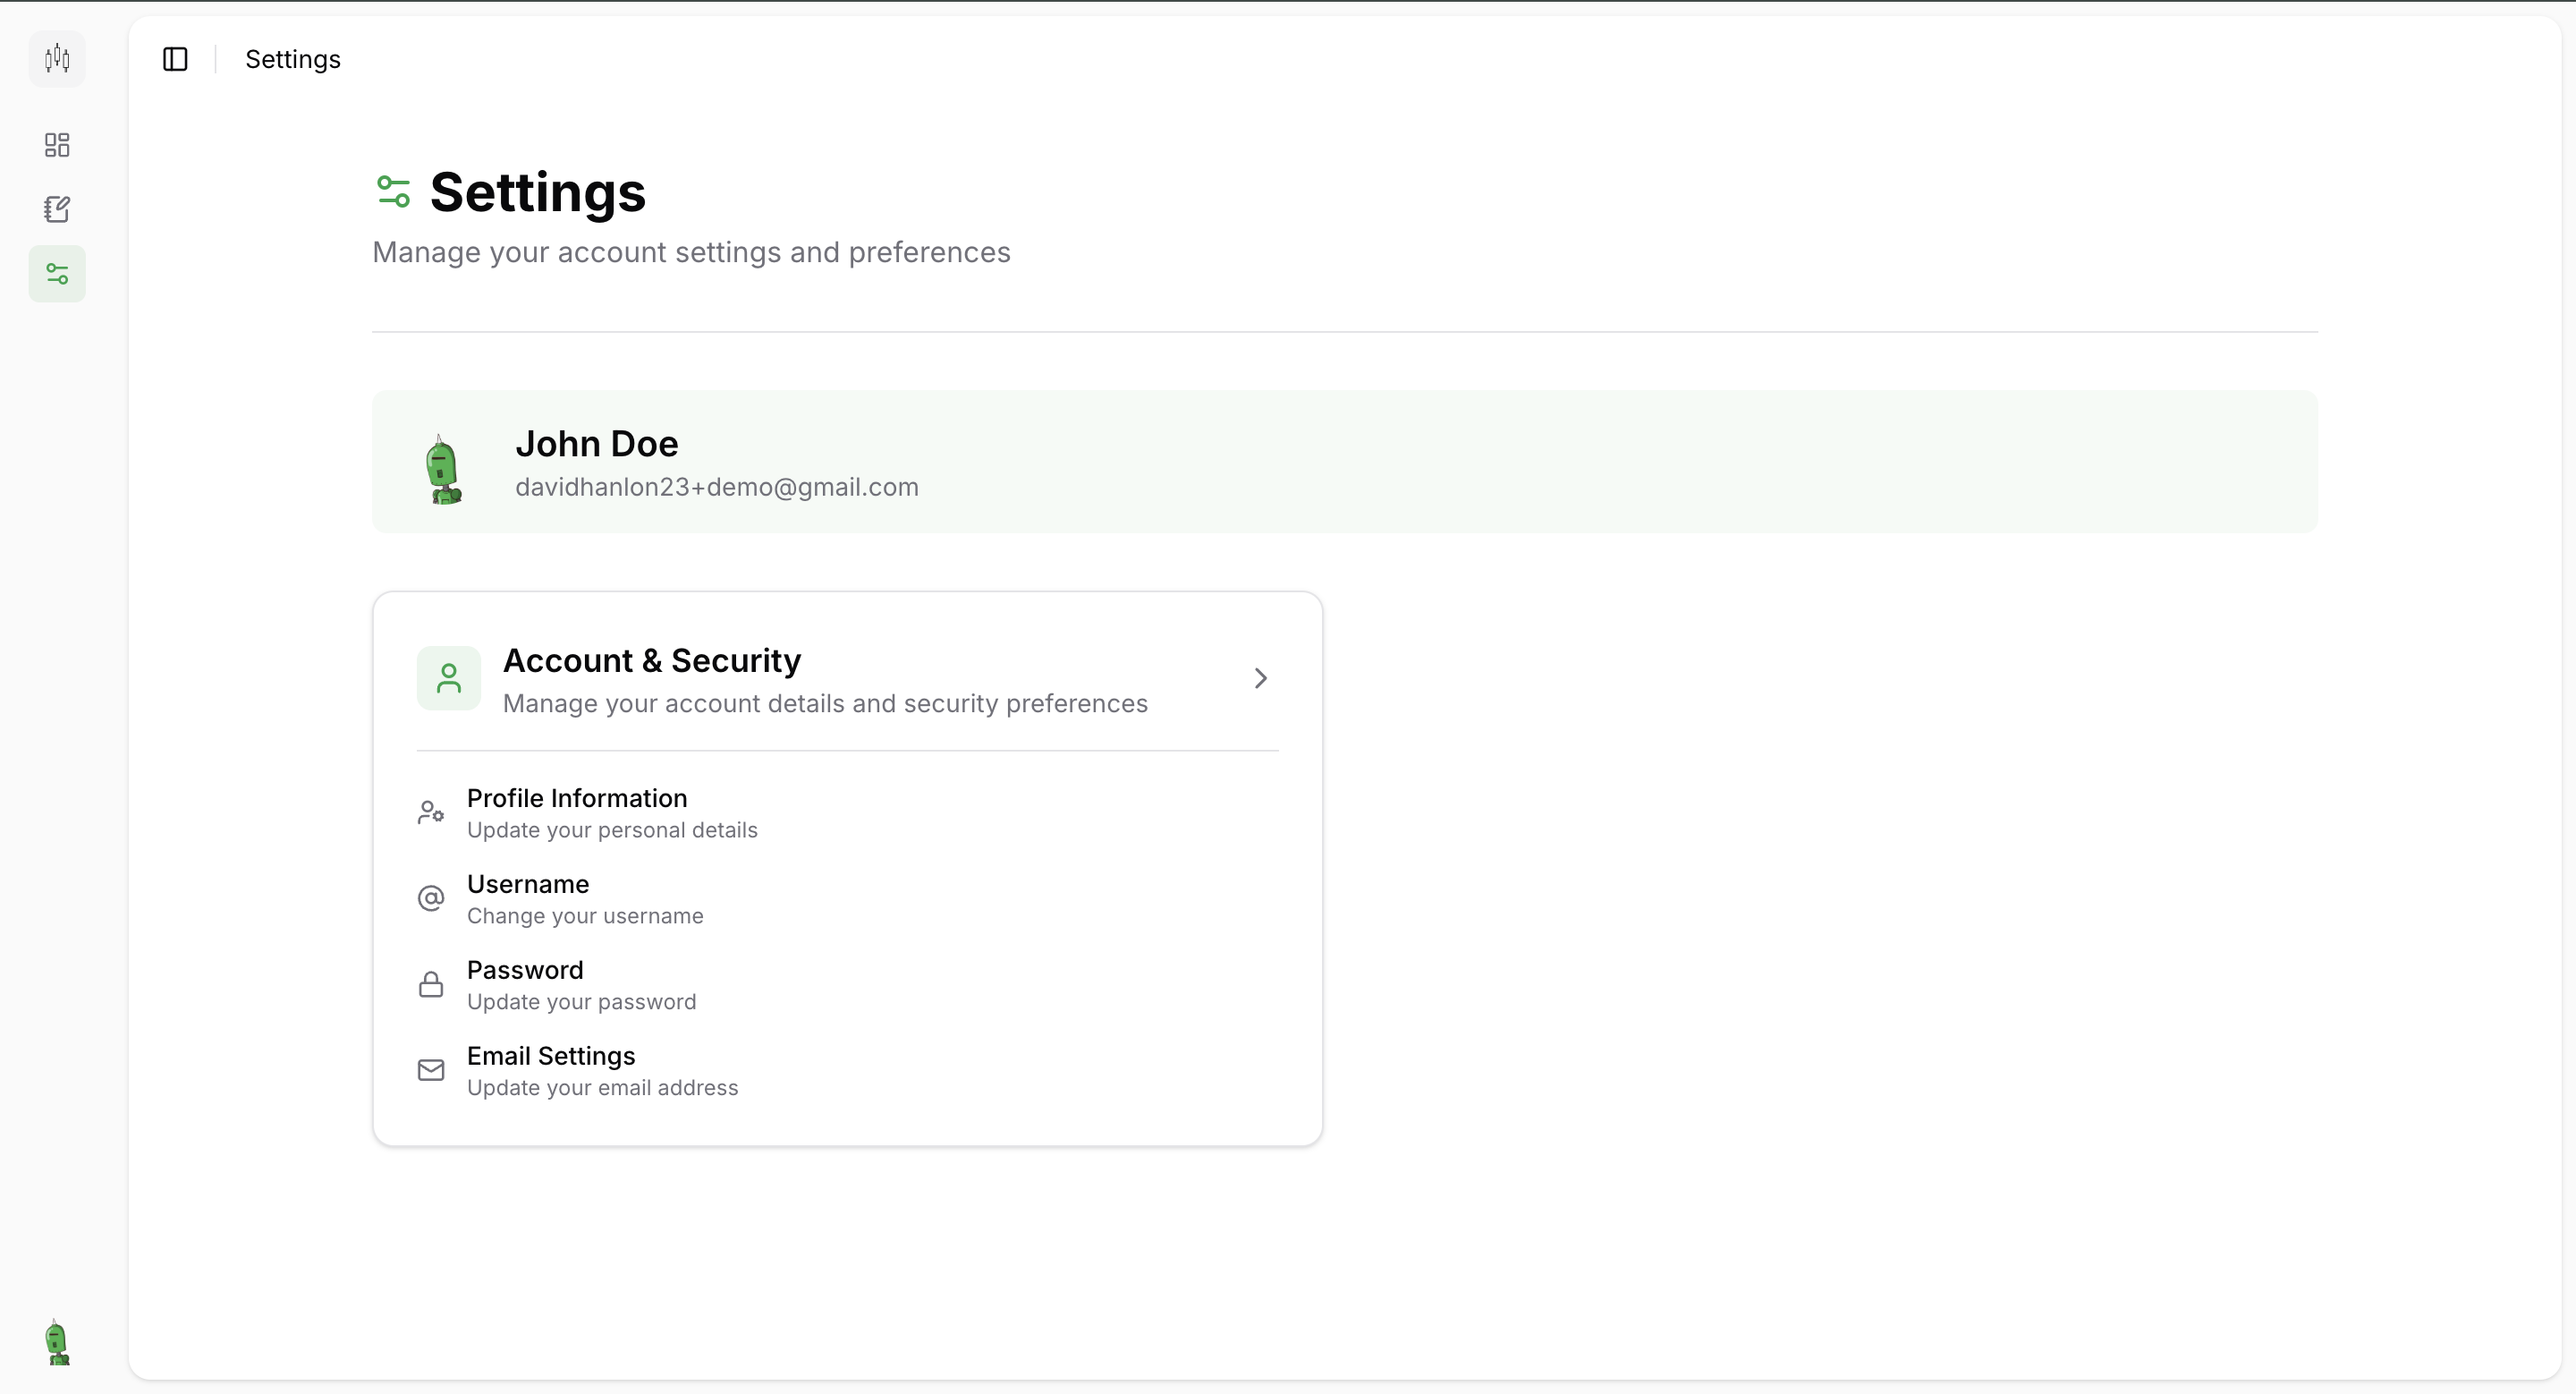 Settings
Settings
Manage your account settings and preferences
John Doe
davidhanlon23+demo@gmail.com
Account & Security
Manage your account details and security preferences
Profile Information
Update your personal details
Username
Change your username
Password
Update your password
Email Settings
Update your email address